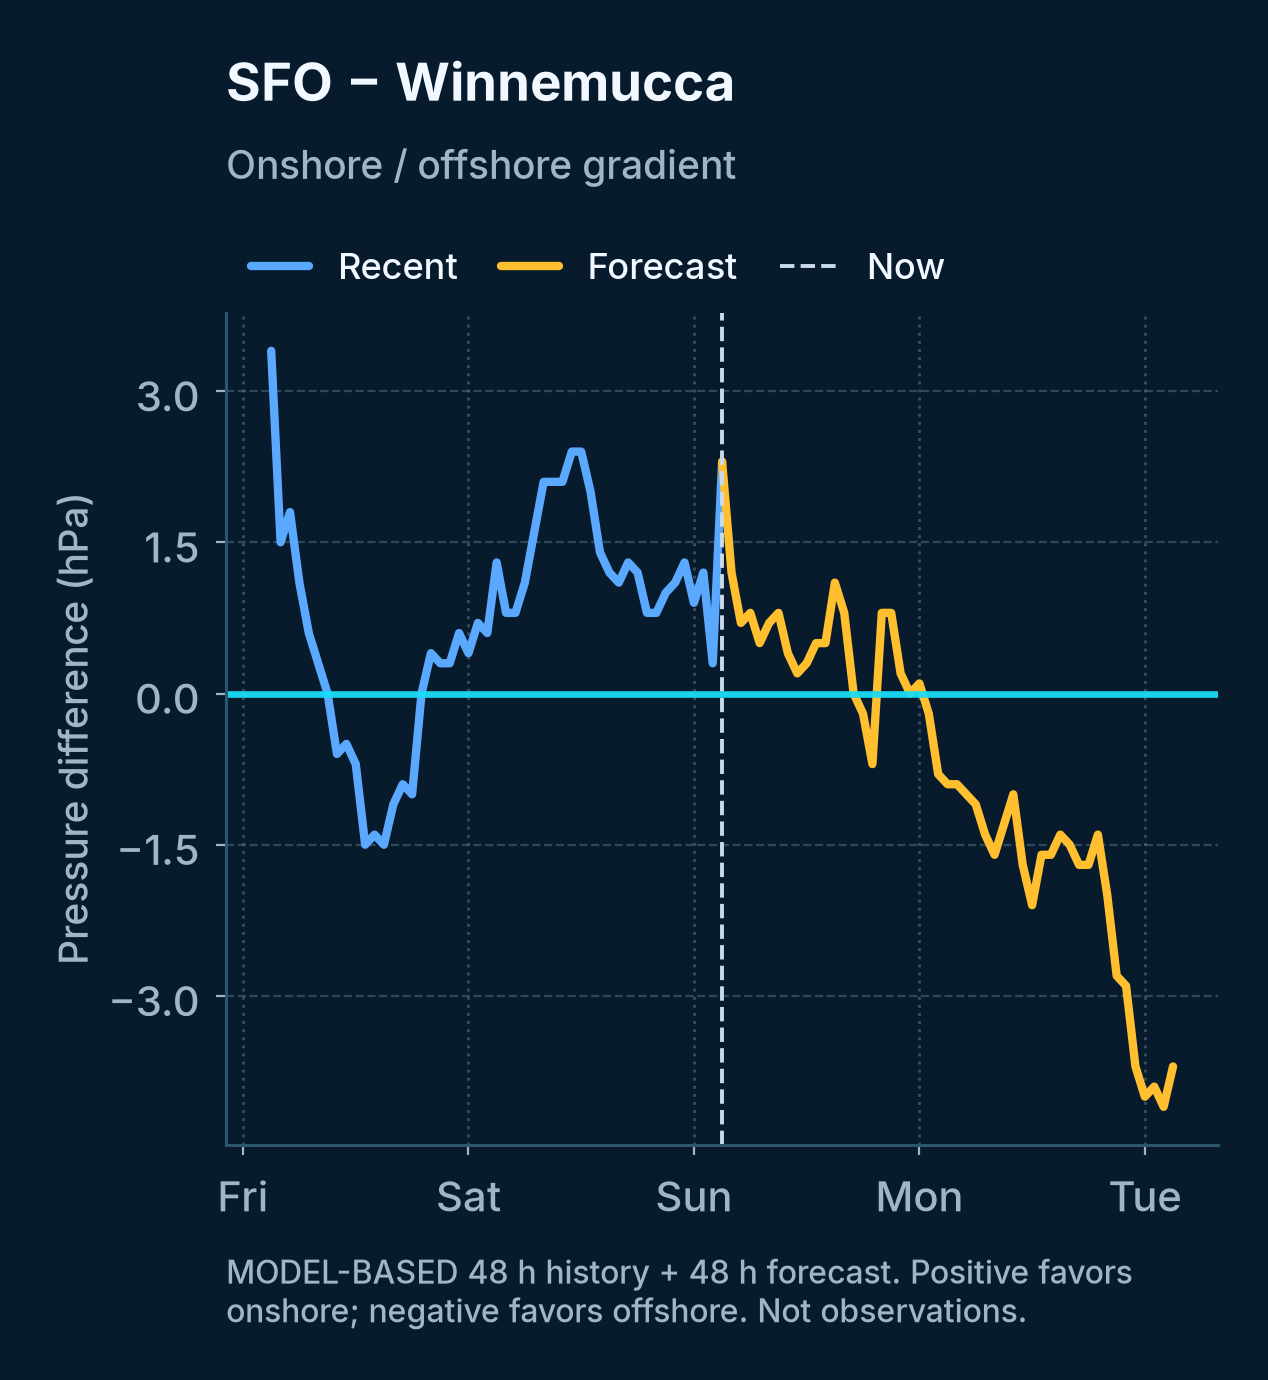 SFO − Winnemucca
Onshore / offshore gradient
Recent
Forecast
Now
Pressure difference (hPa)
3.0
1.5
0.0
−1.5
−3.0
Fri
Sat
Sun
Mon
Tue
MODEL-BASED 48 h history + 48 h forecast. Positive favors
onshore; negative favors offshore. Not observations.